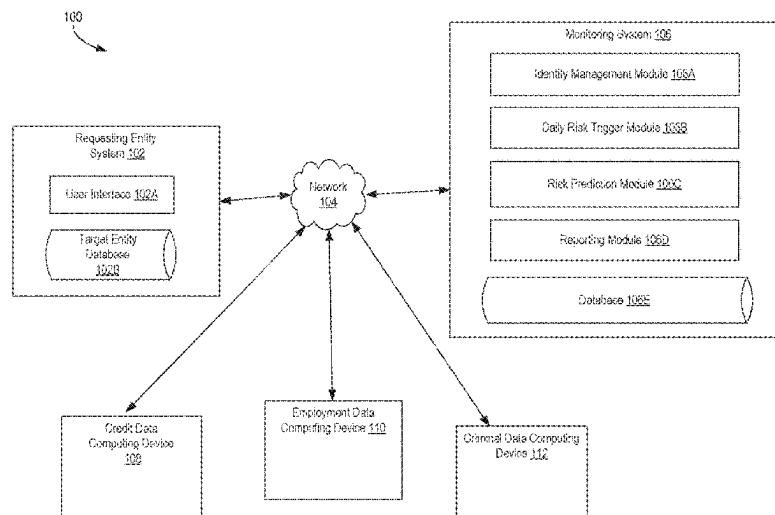 100
Monitoring System 106
Identity Management Module 106A
Daily Risk Trigger Module 106B
Risk Prediction Module 106C
Reporting Module 106D
Database 106E
Requesting Entity
System 102
User Interface 102A
Target Entity
Database
102B
Network
104
Credit Data
Computing Device
108
Employment Data
Computing Device 110
Criminal Data Computing
Device 112